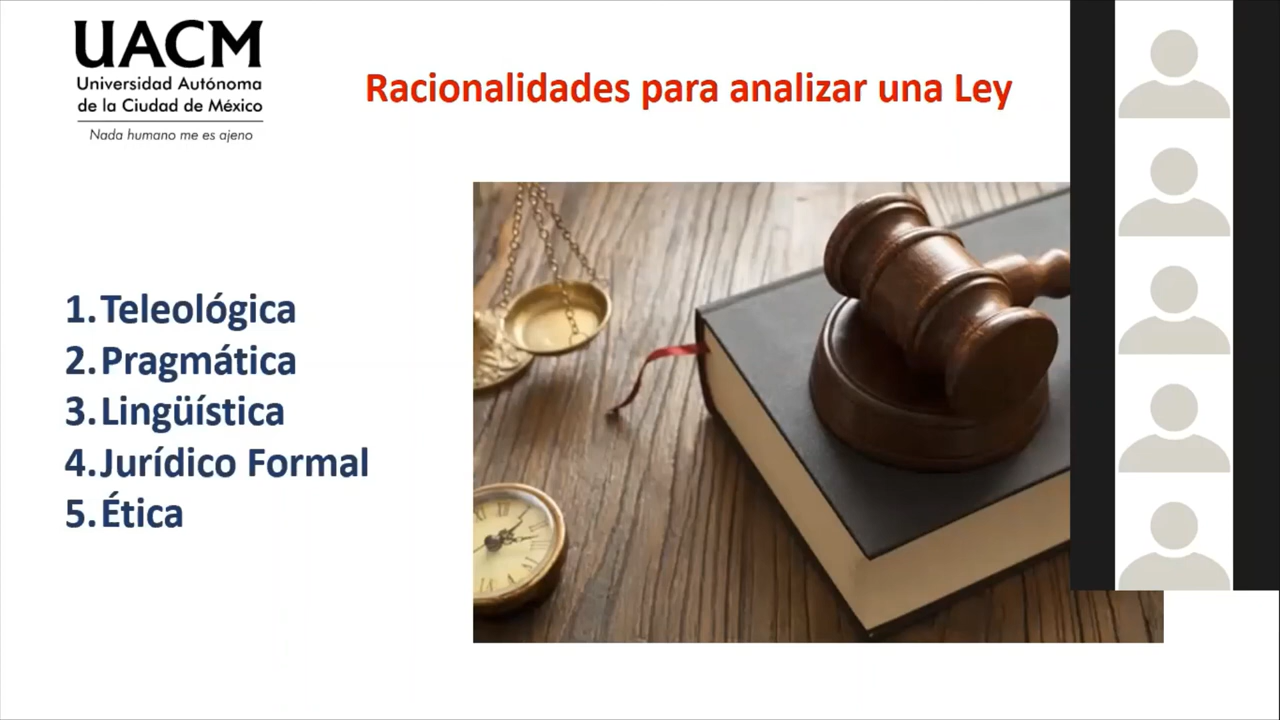 UACM
Universidad Autónoma
de la Ciudad de México
Nada humano me es ajeno
Racionalidades para analizar una Ley
1. Teleológica
2. Pragmática
3. Lingüística
4. Jurídico Formal
5. Ética